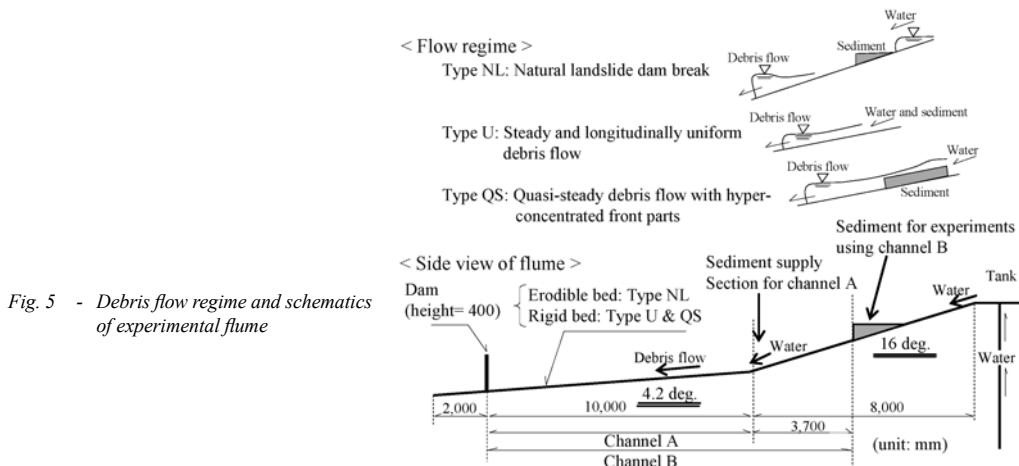 Water
< Flow regime >
Sediment
Type NL: Natural landslide dam break
Debris flow
Debris flow
Water and sediment
Type U: Steady and longitudinally uniform
debris flow
Debris flow
Water
Type QS: Quasi-steady debris flow with hyper-
concentrated front parts
Sediment
Sediment for experiments
using channel B
< Side view of flume >
Sediment supply
Section for channel A
Tank
Dam
(height= 400)
Erodible bed: Type NL
Rigid bed: Type U & QS
Water
Fig. 5 - Debris flow regime and schematics
of experimental flume
Debris flow
Water
16 deg.
Water
4.2 deg.
2,000
10,000
8,000
3,700
Channel A
(unit: mm)
Channel B